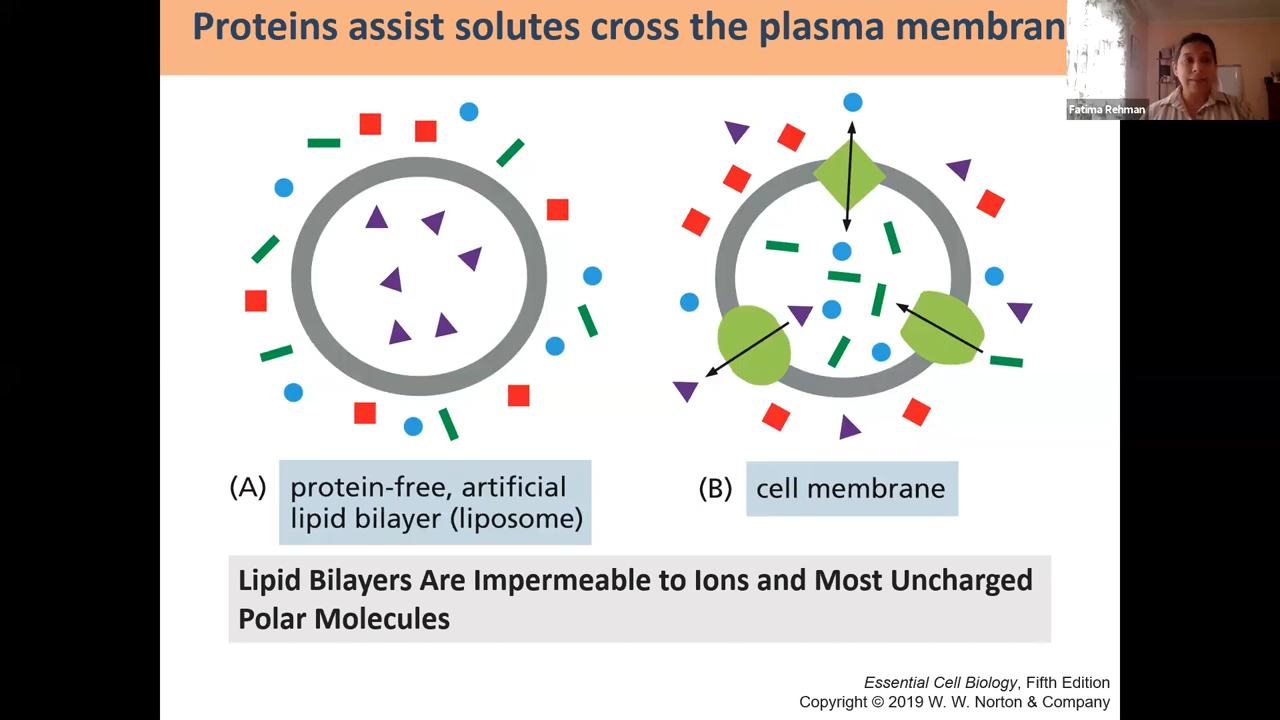 Proteins assist solutes cross the plasma membran
Fatima Rehman
(A) protein-free, artificial
lipid bilayer (liposome)
(B) cell membrane
Lipid Bilayers Are Impermeable to Ions and Most Uncharged
Polar Molecules
Essential Cell Biology, Fifth Edition
Copyright © 2019 W. W. Norton & Company